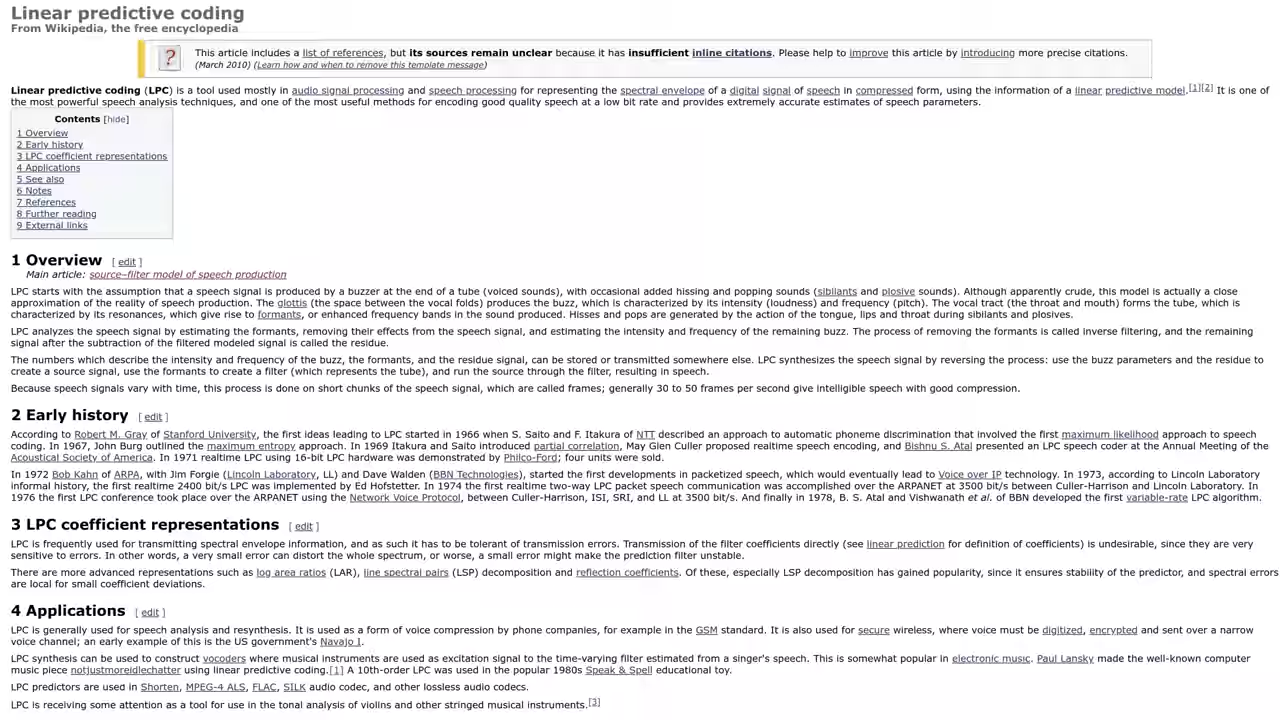 Linear predictive coding
From Wikipedia, the free encyclopedia
This article includes a list of references, but its sources remain unclear because it has insufficient inline citations. Please help to improve this article by introducing more precise citations.
(March 2010) (Learn how and when to remove this template message)
Linear predictive coding (LPC) is a tool used mostly in audio signal processing and speech processing for representing the spectral envelope of a digital signal of speech in compressed form, using the information of a linear predictive model.[1][2] It is one of
the most powerful speech analysis techniques, and one of the most useful methods for encoding good quality speech at a low bit rate and provides extremely accurate estimates of speech parameters.
Contents [hide]
1 Overview
2 Early history
3 LPC coefficient representations
4 Applications
5 See also
6 Notes
7 References
8 Further reading
9 External links
1 Overview [ edit ]
Main article: source–filter model of speech production
LPC starts with the assumption that a speech signal is produced by a buzzer at the end of a tube (voiced sounds), with occasional added hissing and popping sounds (sibilants and plosive sounds). Although apparently crude, this model is actually a close
approximation of the reality of speech production. The glottis (the space between the vocal folds) produces the buzz, which is characterized by its intensity (loudness) and frequency (pitch). The vocal tract (the throat and mouth) forms the tube, which is
characterized by its resonances, which give rise to formants, or enhanced frequency bands in the sound produced. Hisses and pops are generated by the action of the tongue, lips and throat during sibilants and plosives.
LPC analyzes the speech signal by estimating the formants, removing their effects from the speech signal, and estimating the intensity and frequency of the remaining buzz. The process of removing the formants is called inverse filtering, and the remaining
signal after the subtraction of the filtered modeled signal is called the residue.
The numbers which describe the intensity and frequency of the buzz, the formants, and the residue signal, can be stored or transmitted somewhere else. LPC synthesizes the speech signal by reversing the process: use the buzz parameters and the residue to
create a source signal, use the formants to create a filter (which represents the tube), and run the source through the filter, resulting in speech.
Because speech signals vary with time, this process is done on short chunks of the speech signal, which are called frames; generally 30 to 50 frames per second give intelligible speech with good compression.
2 Early history [ edit ]
According to Robert M. Gray of Stanford University, the first ideas leading to LPC started in 1966 when S. Saito and F. Itakura of NTT described an approach to automatic phoneme discrimination that involved the first maximum likelihood approach to speech
coding. In 1967, John Burg outlined the maximum entropy approach. In 1969 Itakura and Saito introduced partial correlation, May Glen Culler proposed realtime speech encoding, and Bishnu S. Atal presented an LPC speech coder at the Annual Meeting of the
Acoustical Society of America. In 1971 realtime LPC using 16-bit LPC hardware was demonstrated by Philco-Ford; four units were sold.
In 1972 Bob Kahn of ARPA, with Jim Forgie (Lincoln Laboratory, LL) and Dave Walden (BBN Technologies), started the first developments in packetized speech, which would eventually lead to Voice over IP technology. In 1973, according to Lincoln Laboratory
informal history, the first realtime 2400 bit/s LPC was implemented by Ed Hofstetter. In 1974 the first realtime two-way LPC packet speech communication was accomplished over the ARPANET at 3500 bit/s between Culler-Harrison and Lincoln Laboratory. In
1976 the first LPC conference took place over the ARPANET using the Network Voice Protocol, between Culler-Harrison, ISI, SRI, and LL at 3500 bit/s. And finally in 1978, B. S. Atal and Vishwanath et al. of BBN developed the first variable-rate LPC algorithm.
3 LPC coefficient representations [ edit ]
LPC is frequently used for transmitting spectral envelope information, and as such it has to be tolerant of transmission errors. Transmission of the filter coefficients directly (see linear prediction for definition of coefficients) is undesirable, since they are very
sensitive to errors. In other words, a very small error can distort the whole spectrum, or worse, a small error might make the prediction filter unstable.
There are more advanced representations such as log area ratios (LAR), line spectral pairs (LSP) decomposition and reflection coefficients. Of these, especially LSP decomposition has gained popularity, since it ensures stability of the predictor, and spectral errors
are local for small coefficient deviations.
4 Applications [ edit ]
LPC is generally used for speech analysis and resynthesis. It is used as a form of voice compression by phone companies, for example in the GSM standard. It is also used for secure wireless, where voice must be digitized, encrypted and sent over a narrow
voice channel; an early example of this is the US government's Navajo I.
LPC synthesis can be used to construct vocoders where musical instruments are used as excitation signal to the time-varying filter estimated from a singer's speech. This is somewhat popular in electronic music. Paul Lansky made the well-known computer
music piece notjustmoreidlechatter using linear predictive coding.[1] A 10th-order LPC was used in the popular 1980s Speak & Spell educational toy.
LPC predictors are used in Shorten, MPEG-4 ALS, FLAC, SILK audio codec, and other lossless audio codecs.
LPC is receiving some attention as a tool for use in the tonal analysis of violins and other stringed musical instruments.[3]